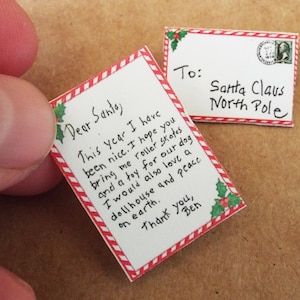 Dear Santa,
This year I have
been nice. I hope you
bring me roller skates
and a toy for our dog
I would also love a
dollhouse and peace
on earth.
Thank you,
Ben
To:
Santa Claus
North Pole